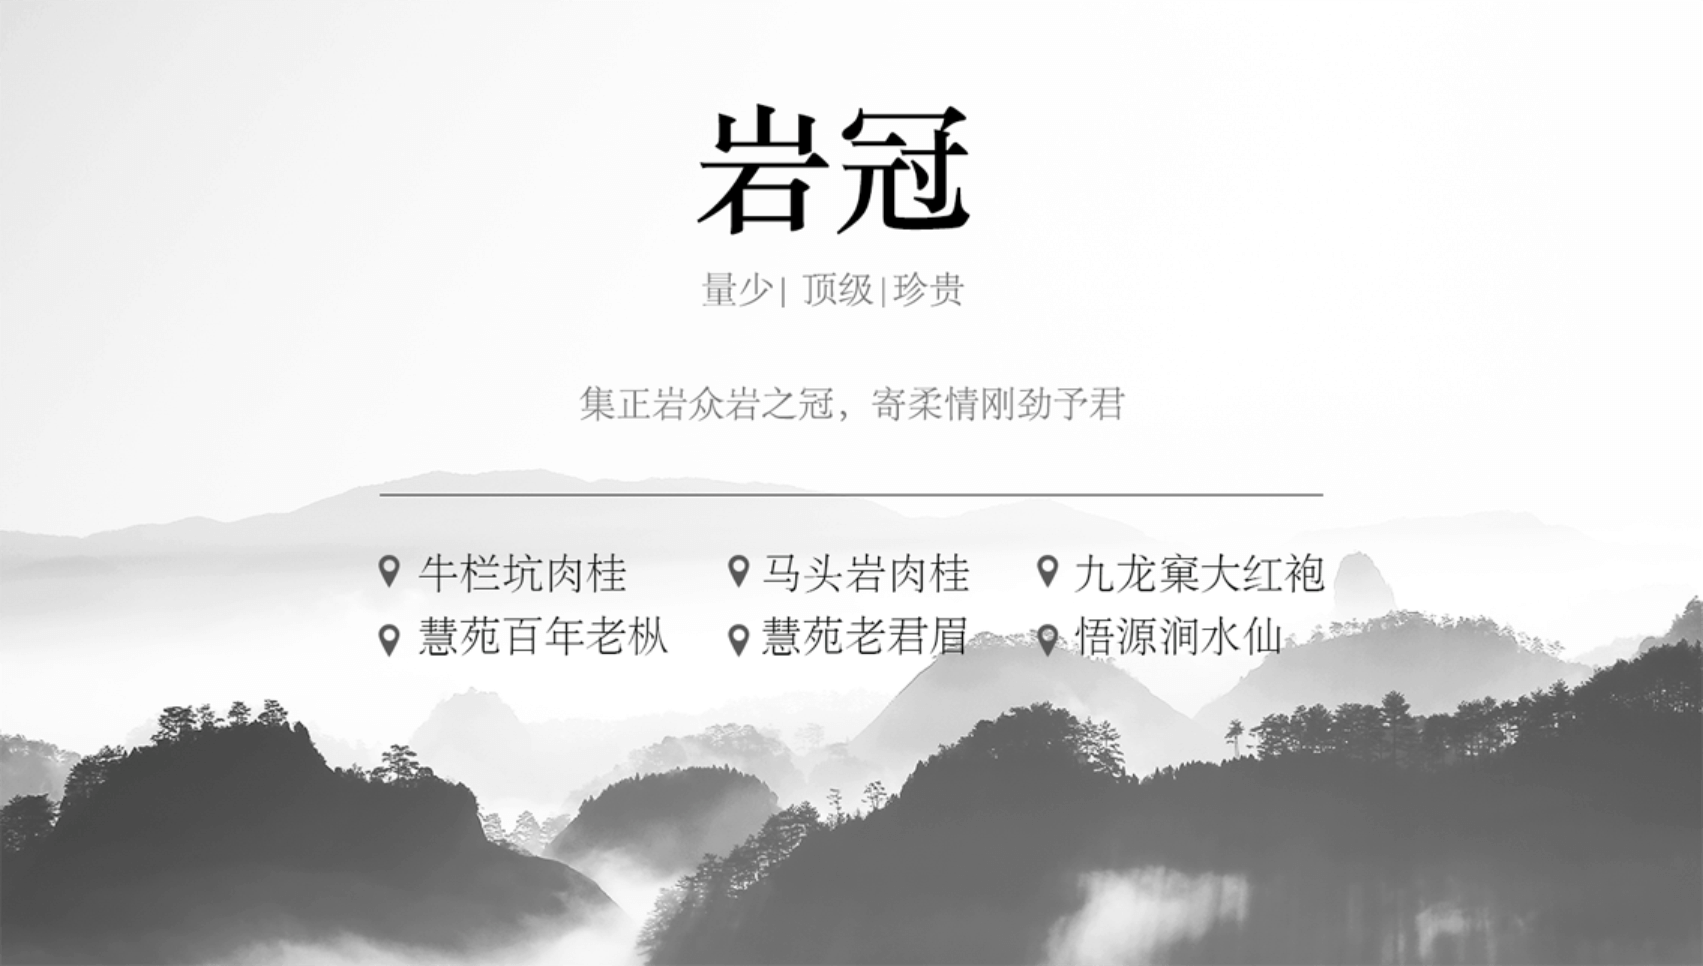 岩冠
量少| 顶级|珍贵
集正岩众岩之冠，寄柔情刚劲予君
牛栏坑肉桂 马头岩肉桂 九龙窠大红袍
慧苑百年老枞 慧苑老君眉 悟源涧水仙